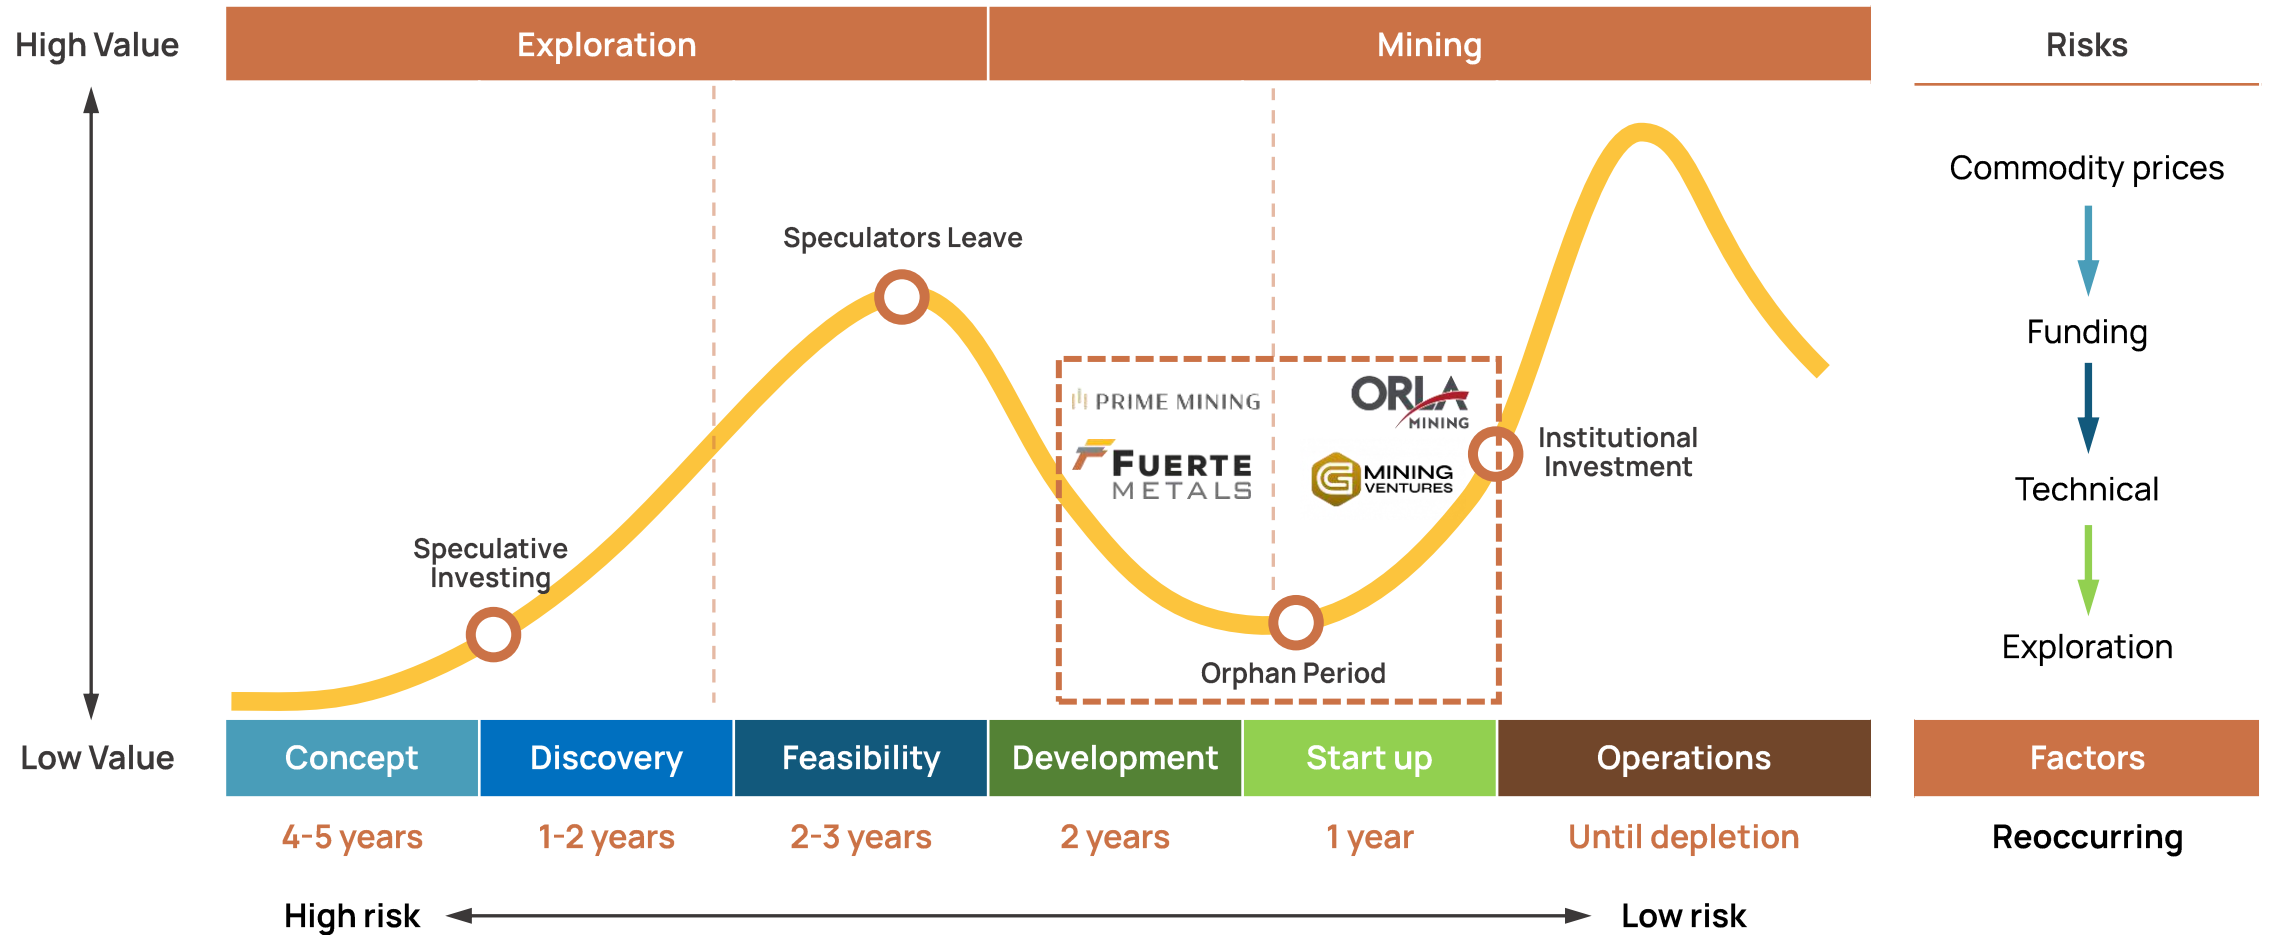 High Value
Exploration
Mining
Risks
Commodity prices
Speculators Leave
Funding
PRIME MINING
ORLA
MINING
FUERTE
METALS
G MINING
VENTURES
Institutional
Investment
Technical
Speculative
Investing
Exploration
Orphan Period
Low Value
Concept
Discovery
Feasibility
Development
Start up
Operations
Factors
4-5 years
1-2 years
2-3 years
2 years
1 year
Until depletion
Reoccurring
High risk
Low risk